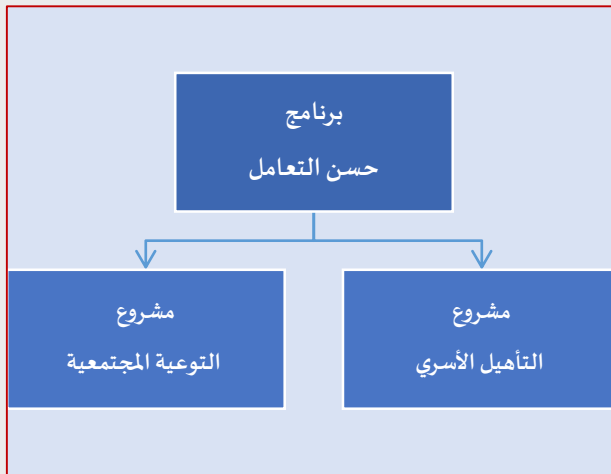 برنامج
حسن التعامل
مشروع
التأهيل الأسري
مشروع
التوعية المجتمعية